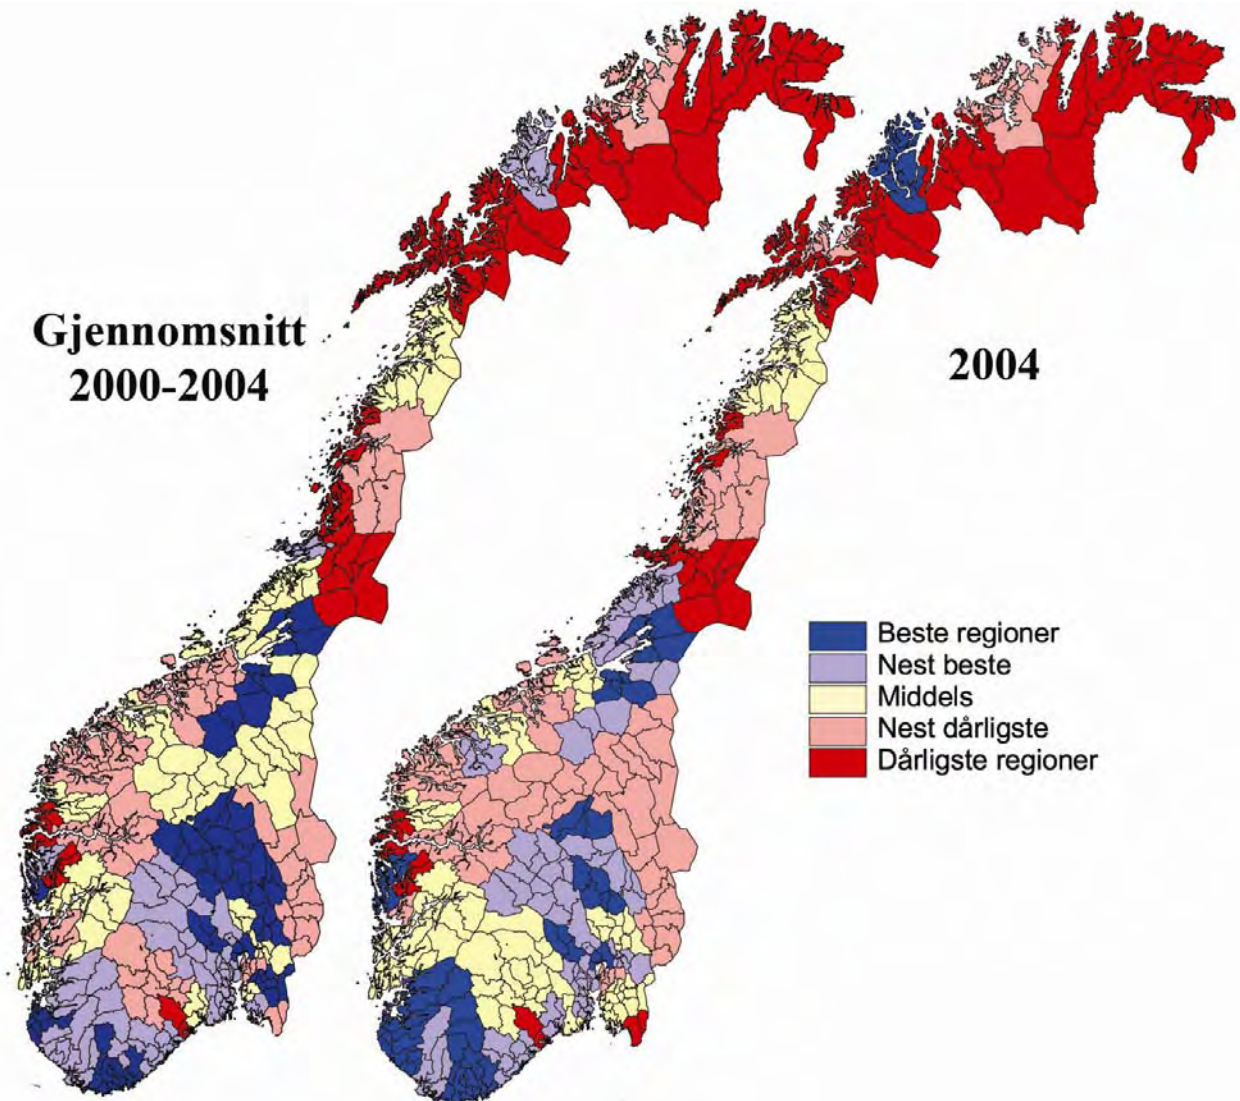 Gjennomsnitt
2000-2004
2004
Beste regioner
Nest beste
Middels
Nest dårligste
Dårligste regioner